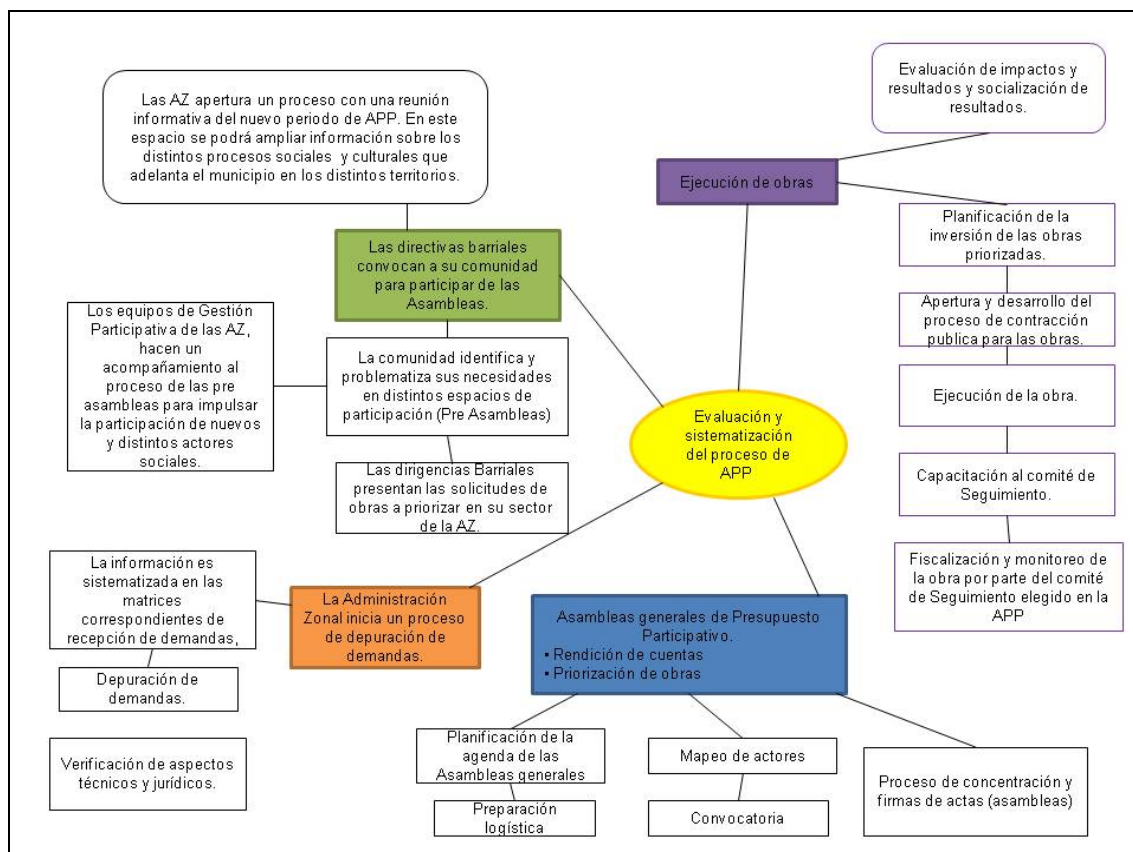 Las AZ apertura un proceso con una reunión
informativa del nuevo periodo de APP. En este
espacio se podrá ampliar información sobre los
distintos procesos sociales y culturales que
adelanta el municipio en los distintos territorios.
Evaluación de impactos y
resultados y socialización de
resultados.
Ejecución de obras
Las directivas barriales
convocan a su comunidad
para participar de las
Asambleas.
Planificación de la
inversión de las obras
priorizadas.
Los equipos de Gestión
Participativa de las AZ,
hacen un
acompañamiento al
proceso de las pre
asambleas para impulsar
la participación de nuevos
y distintos actores
sociales.
La comunidad identifica y
problematiza sus necesidades
en distintos espacios de
participación (Pre Asambleas)
Apertura y desarrollo del
proceso de contracción
publica para las obras.
Ejecución de la obra.
Evaluación y
sistematización
del proceso de
APP
Las dirigencias Barriales
presentan las solicitudes de
obras a priorizar en su sector
de la AZ.
Capacitación al comité de
Seguimiento.
Fiscalización y monitoreo de
la obra por parte del comité
de Seguimiento elegido en la
APP
La información es
sistematizada en las
matrices
correspondientes de
recepción de demandas,
La Administración
Zonal inicia un proceso
de depuración de
demandas.
Asambleas generales de Presupuesto
Participativo.
• Rendición de cuentas
• Priorización de obras
Depuración de
demandas.
Verificación de aspectos
técnicos y jurídicos.
Planificación de la
agenda de las
Asambleas generales
Preparación
logística
Mapeo de actores
Convocatoria
Proceso de concentración y
firmas de actas (asambleas)